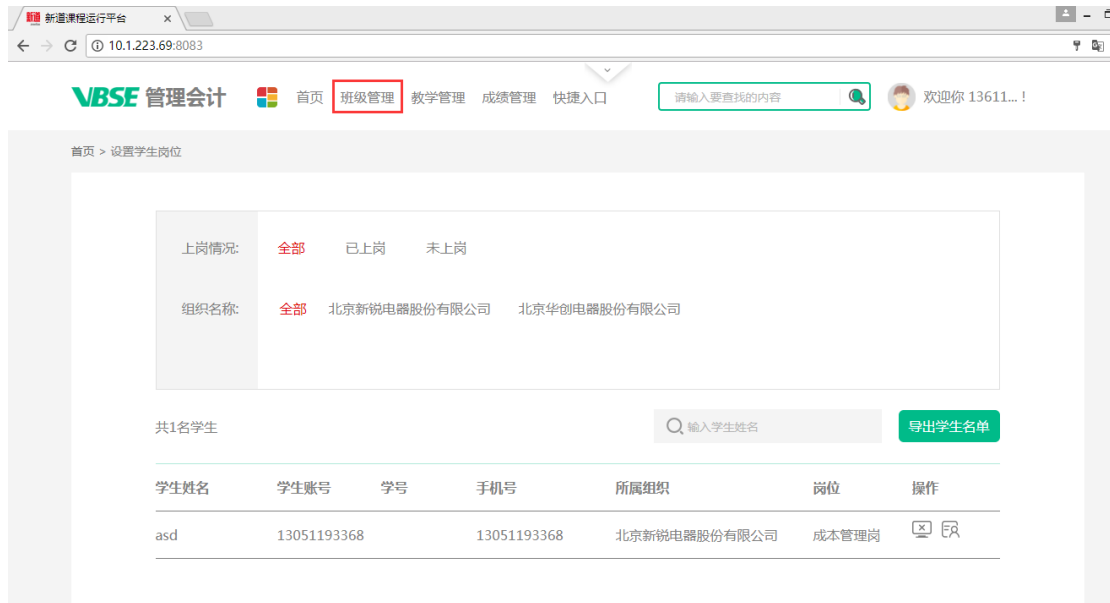 新道课程运行平台
10.1.223.69:8083
VBSE 管理会计 首页 班级管理 教学管理 成绩管理 快捷入口 请输入要查找的内容 欢迎你 13611... !
首页 > 设置学生岗位
上岗情况: 全部 已上岗 未上岗
组织名称: 全部 北京新锐电器股份有限公司 北京华创电器股份有限公司
共1名学生 输入学生姓名 导出学生名单
学生姓名 学生账号 学号 手机号 所属组织 岗位 操作
asd 13051193368 13051193368 北京新锐电器股份有限公司 成本管理岗